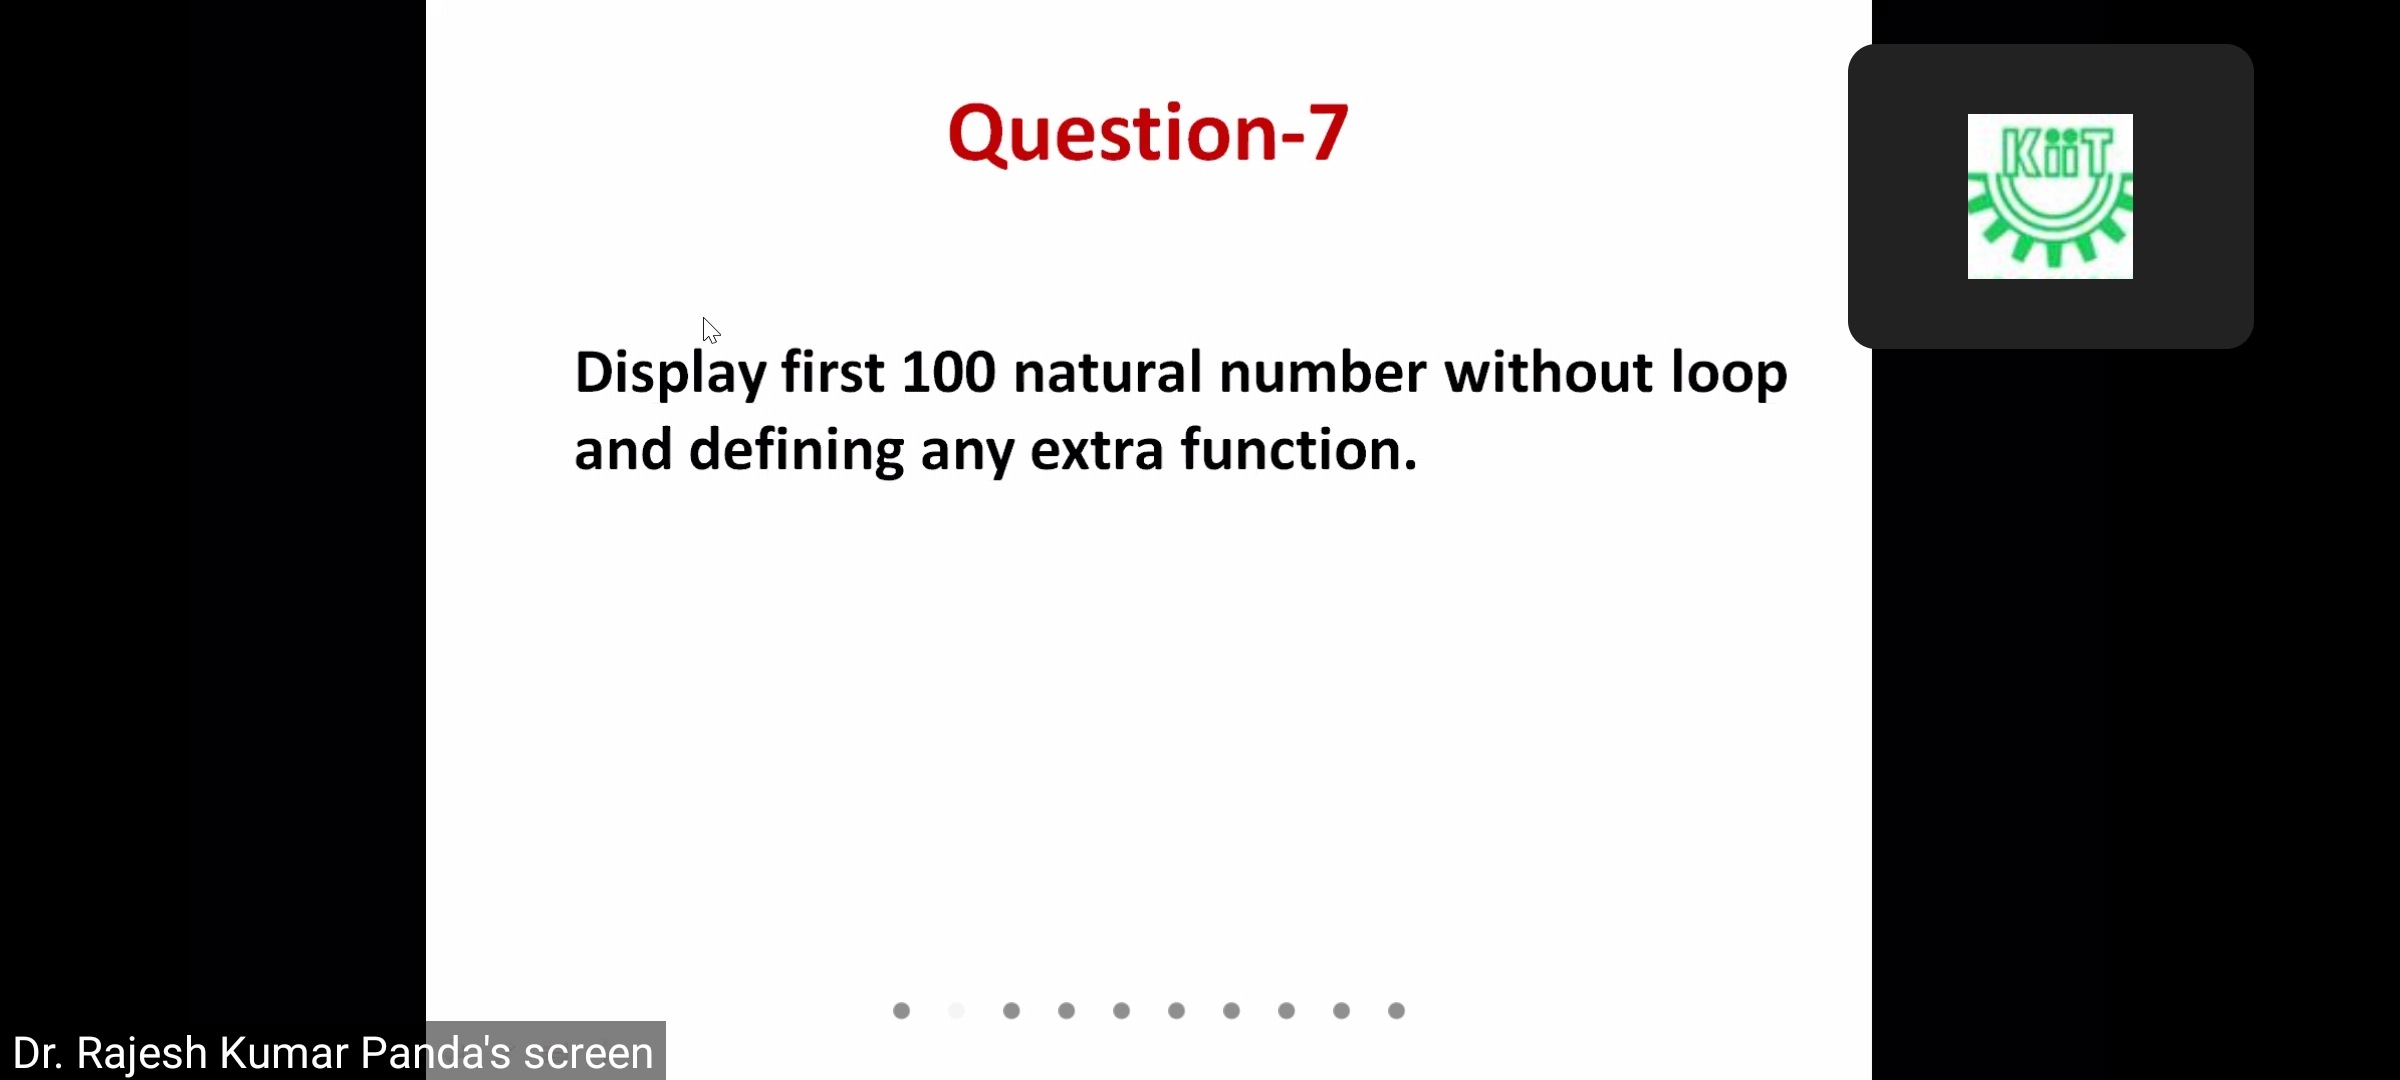 Question-7
KiiT
Display first 100 natural number without loop
and defining any extra function.
Dr. Rajesh Kumar Panda's screen